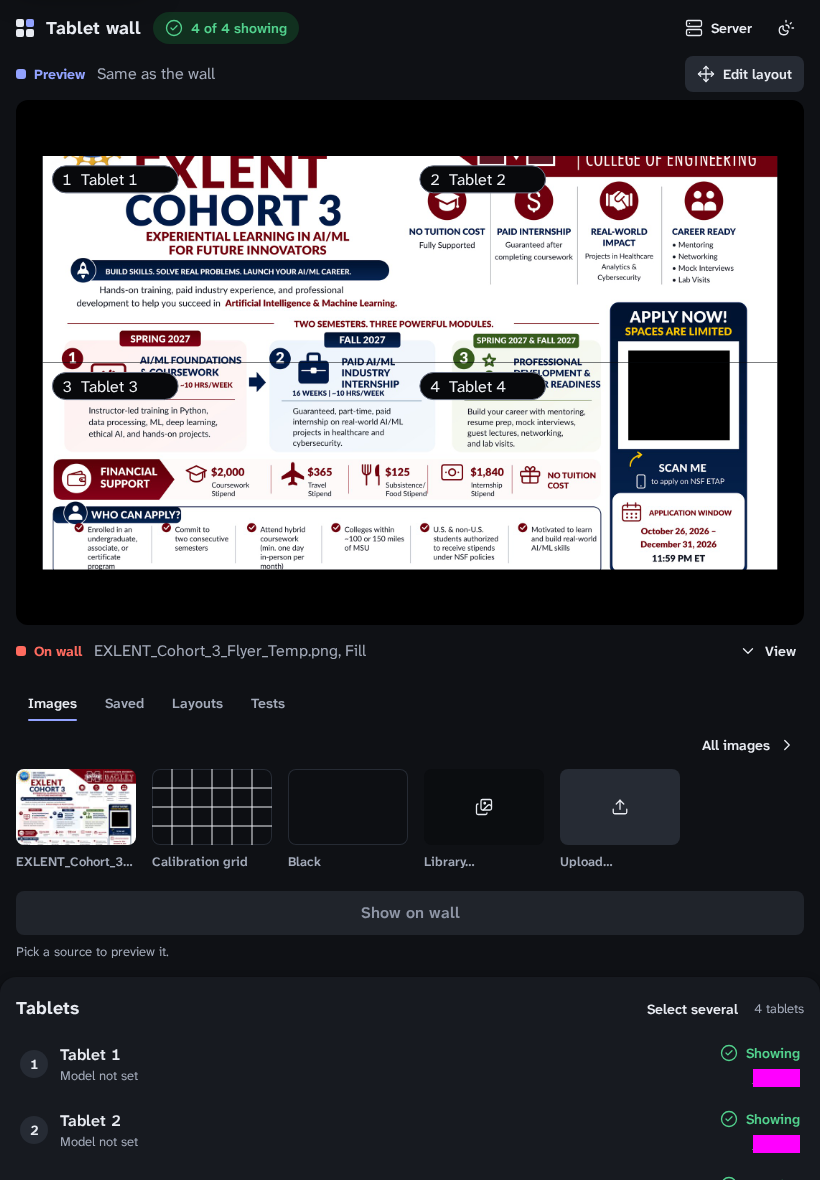 Tablet wall
4 of 4 showing
Server
Preview
Same as the wall
Edit layout
EXLENT
COLLEGE OF ENGINEERING
1 Tablet 1
2 Tablet 2
COHORT 3
EXPERIENTIAL LEARNING IN AI/ML
FOR FUTURE INNOVATORS
NO TUITION COST
Fully Supported
PAID INTERNSHIP
Guaranteed after
completing coursework
REAL-WORLD
IMPACT
Projects in Healthcare
Analytics &
Cybersecurity
CAREER READY
• Mentoring
• Networking
• Mock Interviews
• Lab Visits
BUILD SKILLS. SOLVE REAL PROBLEMS. LAUNCH YOUR AI/ML CAREER.
Hands-on training, paid industry experience, and professional
development to help you succeed in Artificial Intelligence & Machine Learning.
TWO SEMESTERS. THREE POWERFUL MODULES.
SPRING 2027
1
AI/ML FOUNDATIONS
& COURSEWORK
~10 HRS/WEEK
3 Tablet 3
Instructor-led training in Python,
data processing, ML, deep learning,
ethical AI, and hands-on projects.
FALL 2027
2
PAID AI/ML
INDUSTRY
INTERNSHIP
16 WEEKS | ~10 HRS/WEEK
Guaranteed, part-time, paid
internship on real-world AI/ML
projects in healthcare and
cybersecurity.
SPRING 2027 & FALL 2027
3
PROFESSIONAL
DEVELOPMENT &
READINESS
4 Tablet 4
Build your career with mentoring,
resume prep, mock interviews,
guest lectures, networking,
and lab visits.
APPLY NOW!
SPACES ARE LIMITED
SCAN ME
to apply on NSF ETAP
APPLICATION WINDOW
October 26, 2026 –
December 31, 2026
11:59 PM ET
FINANCIAL
SUPPORT
$2,000
Coursework
Stipend
$365
Travel
Stipend
$125
Subsistence/
Food Stipend
$1,840
Internship
Stipend
NO TUITION
COST
WHO CAN APPLY?
Enrolled in an
undergraduate,
associate, or
certificate
program
Commit to
two consecutive
semesters
Attend hybrid
coursework
(min. one day
in-person per
month)
Colleges within
~100 or 150 miles
of MSU
U.S. & non-U.S.
students authorized
to receive stipends
under NSF policies
Motivated to learn
and build real-world
AI/ML skills
On wall
EXLENT_Cohort_3_Flyer_Temp.png, Fill
View
Images
Saved
Layouts
Tests
All images
EXLENT
EXLENT_Cohort_3...
Calibration grid
Black
Library...
Upload...
Show on wall
Pick a source to preview it.
Tablets
Select several
4 tablets
1
Tablet 1
Model not set
Showing
2
Tablet 2
Model not set
Showing